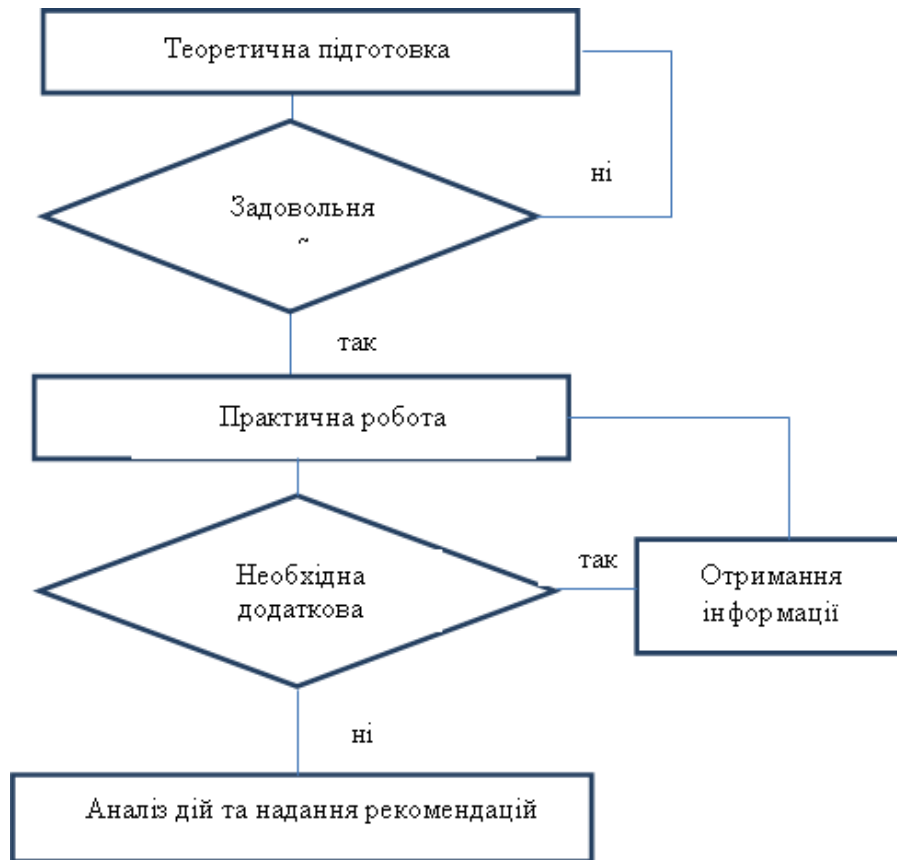 Теоретична підготовка
ні
Задовольня
так
Практична робота
Необхідна
додаткова
так
Отримання
інформації
ні
Аналіз дій та надання рекомендацій